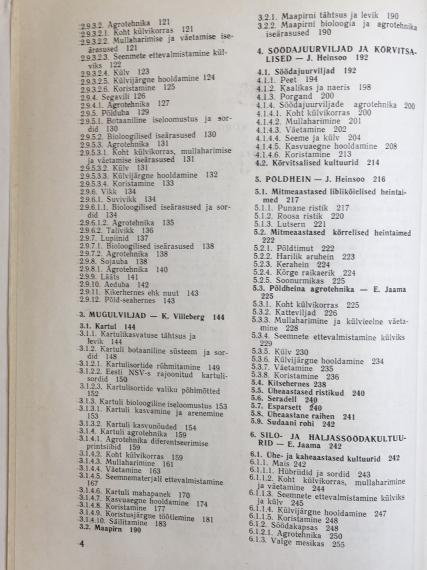 2.9.3.2. Agrotehnika 121
2.9.3.2.1. Koht külvikorras 121
2.9.3.2.2. Mullaharimise ja väetamise ise-
ärasused 121
2.9.3.2.3. Seemnete ettevalmistamine kül-
viks 122
2.9.3.2.4. Külv 123
2.9.3.2.5. Külvijärgne hooldamine 124
2.9.3.2.6. Koristamine 125
2.9.4. Segavili 126
2.9.4.1. Agrotehnika 127
2.9.5. Põlduba 129
2.9.5.1. Botaaniline iseloomustus ja sor-
did 130
2.9.5.2. Bioloogilised iseärasused 130
2.9.5.3. Agrotehnika 131
2.9.5.3.1. Koht külvikorras, mullaharimise
ja väetamise iseärasused 131
2.9.5.3.2. Külv 131
2.9.5.3.3. Külvijärgne hooldamine 132
2.9.5.3.4. Koristamine 133
2.9.6. Vikk 134
2.9.6.1. Suvivikk 134
2.9.6.1.1. Bioloogilised iseärasused ja sor-
did 134
2.9.6.1.2. Agrotehnika 135
2.9.6.2. Talivikk 136
2.9.7. Lupiinid 137
2.9.7.1. Bioloogilised iseärasused 138
2.9.7.2. Agrotehnika 138
2.9.8. Sojauba 138
2.9.8.1. Agrotehnika 140
2.9.9. Lääts 141
2.9.10. Aeduba 142
2.9.11. Kikerhernes ehk nuut 143
2.9.12. Põld-seahernes 143
3. MUGULVILJAD — K. Villeberg 144
3.1. Kartul 144
3.1.1. Kartulikasvatuse tähtsus ja
levik 144
3.1.2. Kartuli botaaniline süsteem ja sor-
did 148
3.1.2.1. Kartulisortide rühmitamine 149
3.1.2.2. Eesti NSV-s rajoonitud kartuli-
sordid 150
3.1.2.3. Kartulisortide valiku põhimõtted
152
3.1.3. Kartuli bioloogiline iseloomustus 153
3.1.3.1. Kartuli kasvamine ja arenemine
153
3.1.3.2. Kartuli kasvunõuded 154
3.1.4. Kartuli agrotehnika 159
3.1.4.1. Agrotehnika diferentseerimise
printsiibid 159
3.1.4.2. Koht külvikorras 159
3.1.4.3. Mullaharimine 161
3.1.4.4. Väetamine 163
3.1.4.5. Seemnematerjall ettevalmistamine
167
3.1.4.6. Kartuli mahapanek 170
3.1.4.7. Kasvuaegne hooldamine 174
3.1.4.8. Koristamine 177
3.1.4.9. Koristusjärgne töötlemine 181
3.1.4.10. Säilitamine 183
3.2. Maapirn 190
4
3.2.1. Maapirni tähtsus ja levik 190
3.2.2. Maapirni bioloogia ja agrotehnika
iseärasused 190
4. SÖÖDAJUURVILJAD JA KÕRVITSA-
LISED — J. Heinsoo 192
4.1. Söödajuurviljad 192
4.1.1. Peet 194
4.1.2. Kaalikas ja naeris 198
4.1.3. Porgand 200
4.1.4. Söödajuurviljade agrotehnika 200
4.1.4.1. Koht külvikorras 200
4.1.4.2. Mullaharimine 201
4.1.4.3. Väetamine 202
4.1.4.4. Seeme ja külv 204
4.1.4.5. Kasvuaegne hooldamine 208
4.1.4.6. Koristamine 213
4.2. Kõrvitsalised kultuurid 214
5. PÕLDHEIN — J. Heinsoo 216
5.1. Mitmeaastased liblikõielised heintai-
med 217
5.1.1. Punane ristik 217
5.1.2. Roosa ristik 220
5.1.3. Lutsern 221
5.2. Mitmeaastased kõrrelised heintaimed
222
5.2.1. Põldtimut 222
5.2.2. Harilik aruhein 223
5.2.3. Kerahein 224
5.2.4. Kõrge raikaerik 224
5.2.5. Soonurmikas 225
5.3. Põldheina agrotehnika — E. Jaama
225
5.3.1. Koht külvikorras 225
5.3.2. Katteviljad 226
5.3.3. Mullaharimine ja külvieelne väeta-
mine 228
5.3.4. Seemnete ettevalmistamine külviks
229
5.3.5. Külv 230
5.3.6. Külvijärgne hooldamine 234
5.3.7. Väetamine 235
5.3.8. Koristamine 236
5.4. Kitsehernes 238
5.5. Üheaastased ristikud 240
5.6. Seradell 240
5.7. Esparsett 240
5.8. Üheaastane raihein 241
5.9. Sudaani rohi 242
6. SILO- JA HALJASSÖÖDAKULTUU-
RID — E. Jaama 242
6.1. Ühe- ja kaheaastased kultuurid 242
6.1.1. Mais 242
6.1.1.1. Hübriidid ja sordid 243
6.1.1.2. Koht külvikorras, mullaharimine
ja väetamine 244
6.1.1.3. Seemnete ettevalmistamine külviks
ja külv 245
6.1.1.4. Külvijärgne hooldamine 247
6.1.1.5. Koristamine 248
6.1.2. Söödakapsas 248
6.1.2.1. Agrotehnika 250
6.1.3. Valge mesikas 255